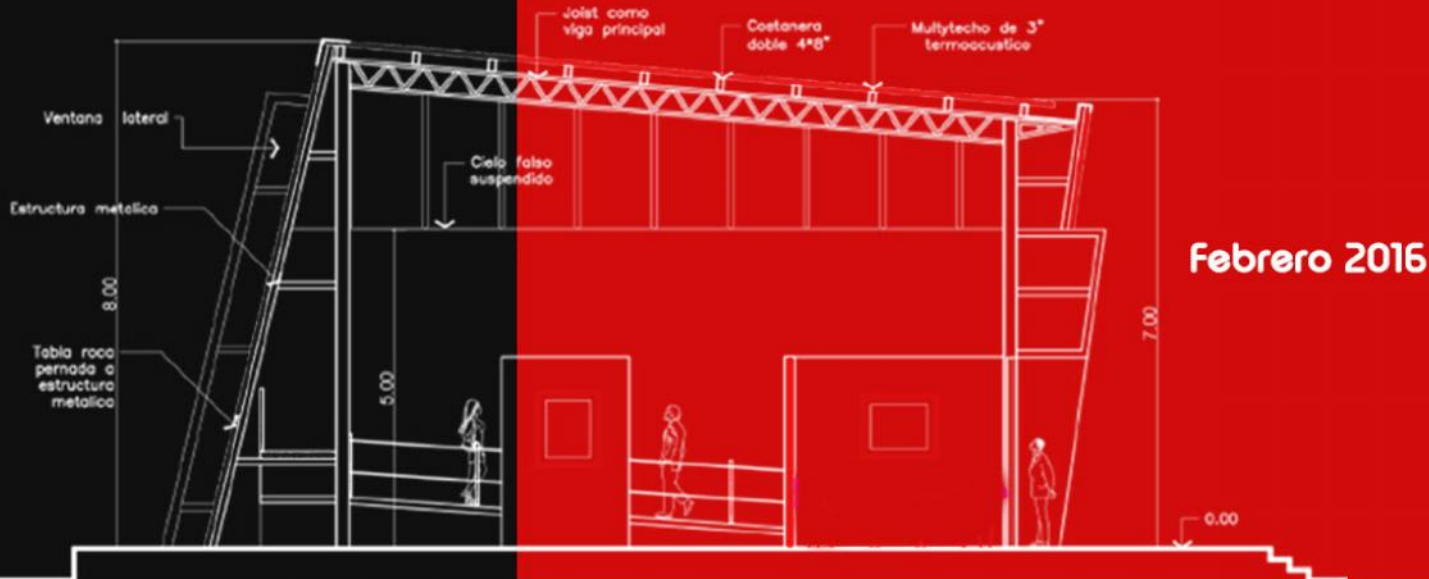 Joist como
viga principal
Costanera
doble 4*8"
Multytecho de 3"
termoacustico
Ventana lateral
Cielo falso
suspendido
Estructura metalica
Febrero 2016
8.00
7.00
Tabla roca
pernada a
estructura
metalica
5.00
0.00